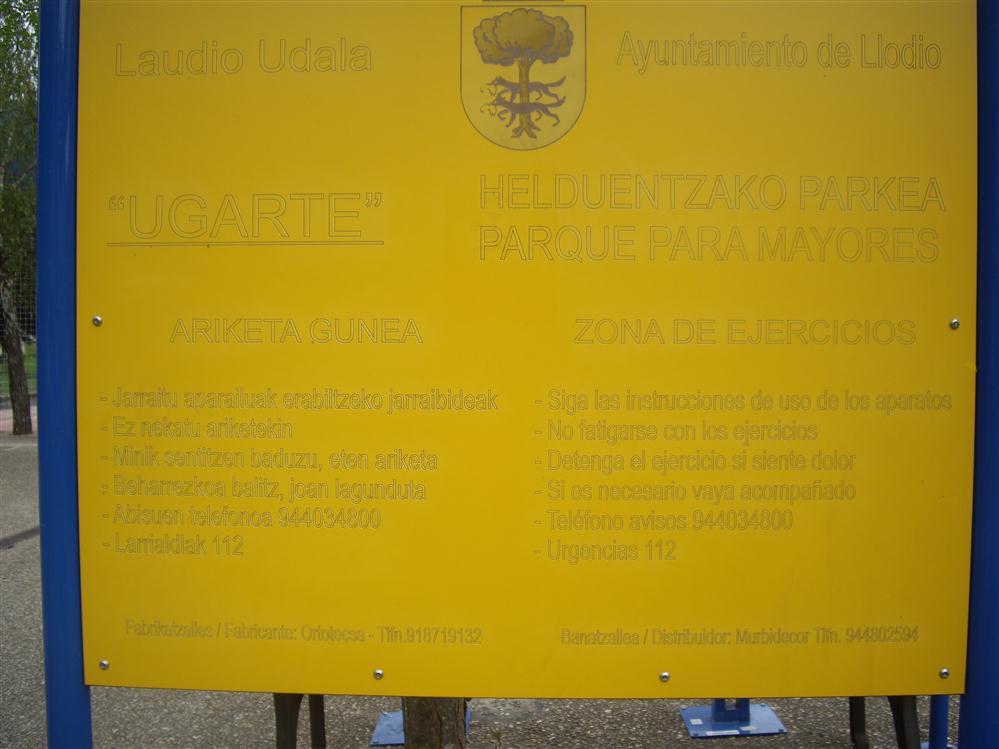 Laudio Udala
Ayuntamiento de Llodio
"UGARTE"
HELDUENTZAKO PARKEA
PARQUE PARA MAYORES
ARIKETA GUNEA
- Jarraitu aparailuak erabiltzeko jarraibideak
- Ez nekatu ariketekin
- Minik sentitzen baduzu, eten ariketa
- Beharrezkoa balitz, joan lagunduta
- Abisuen telefonoa 944034800
- Larrialdiak 112
ZONA DE EJERCICIOS
- Siga las instrucciones de uso de los aparatos
- No fatigarse con los ejercicios
- Detenga el ejercicio si siente dolor
- Si es necesario vaya acompañado
- Teléfono avisos 944034800
- Urgencias 112
Fabrikatzalles / Fabricante: Ortotecsa - Tlfn.918719132
Banatzallea / Distribuidor: Murbidecor Tlfn. 944802594